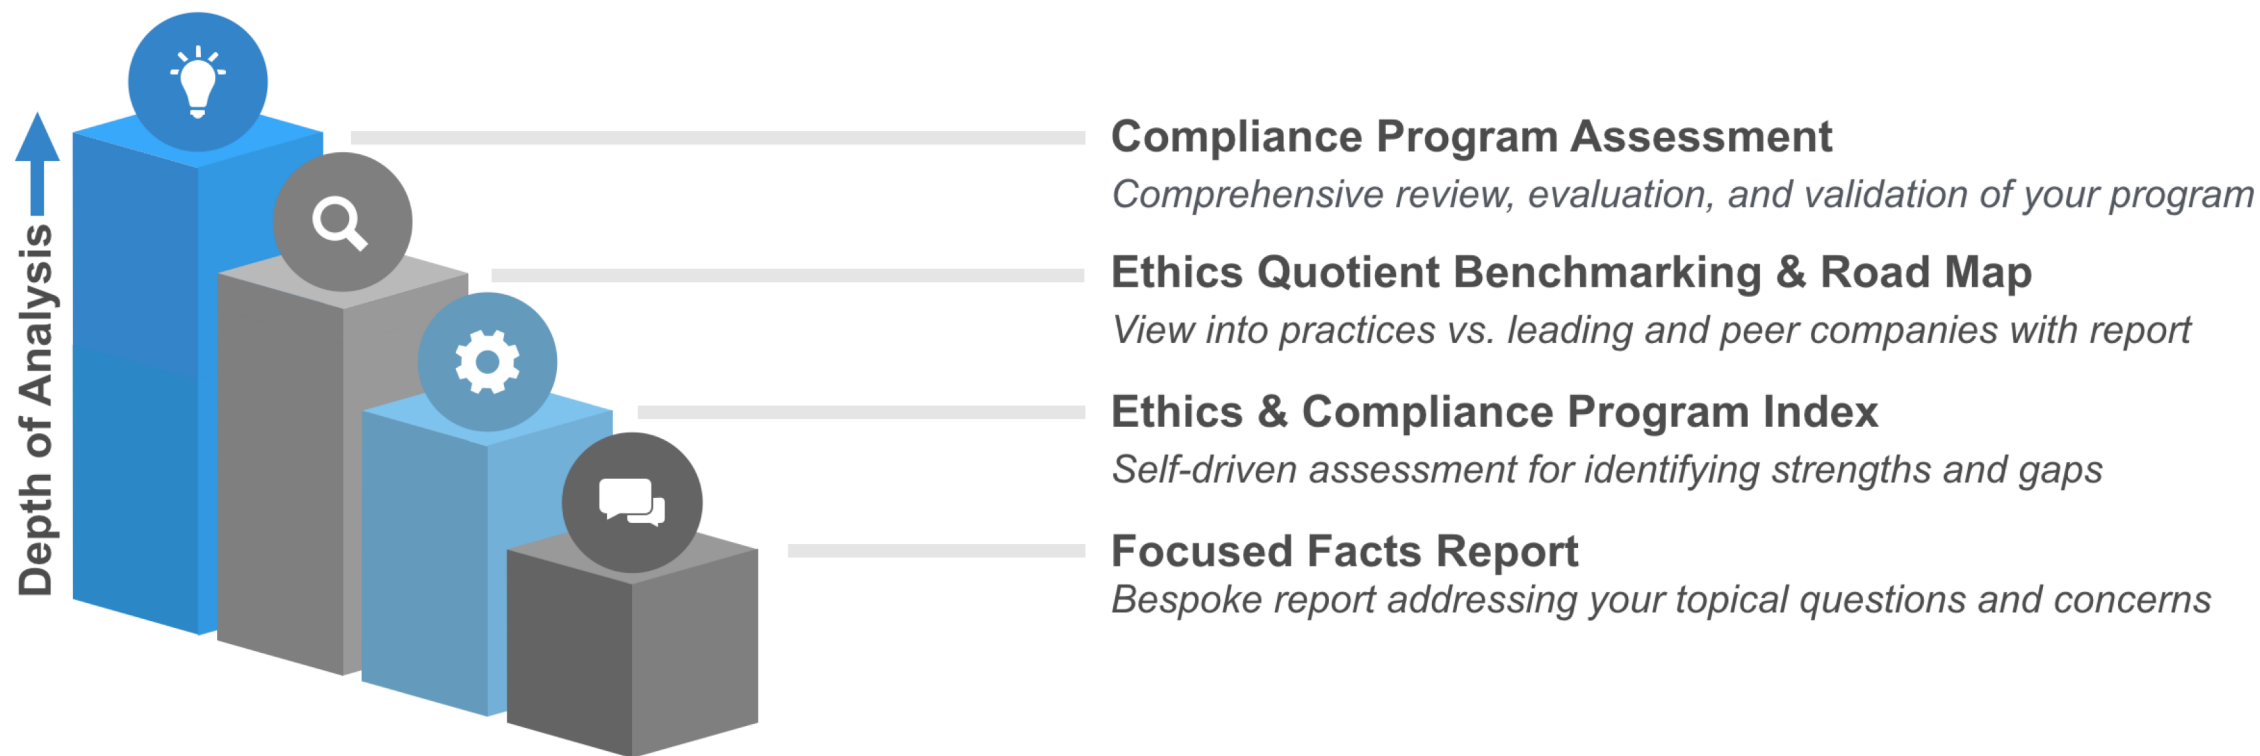 Depth of Analysis
Compliance Program Assessment
Comprehensive review, evaluation, and validation of your program
Ethics Quotient Benchmarking & Road Map
View into practices vs. leading and peer companies with report
Ethics & Compliance Program Index
Self-driven assessment for identifying strengths and gaps
Focused Facts Report
Bespoke report addressing your topical questions and concerns